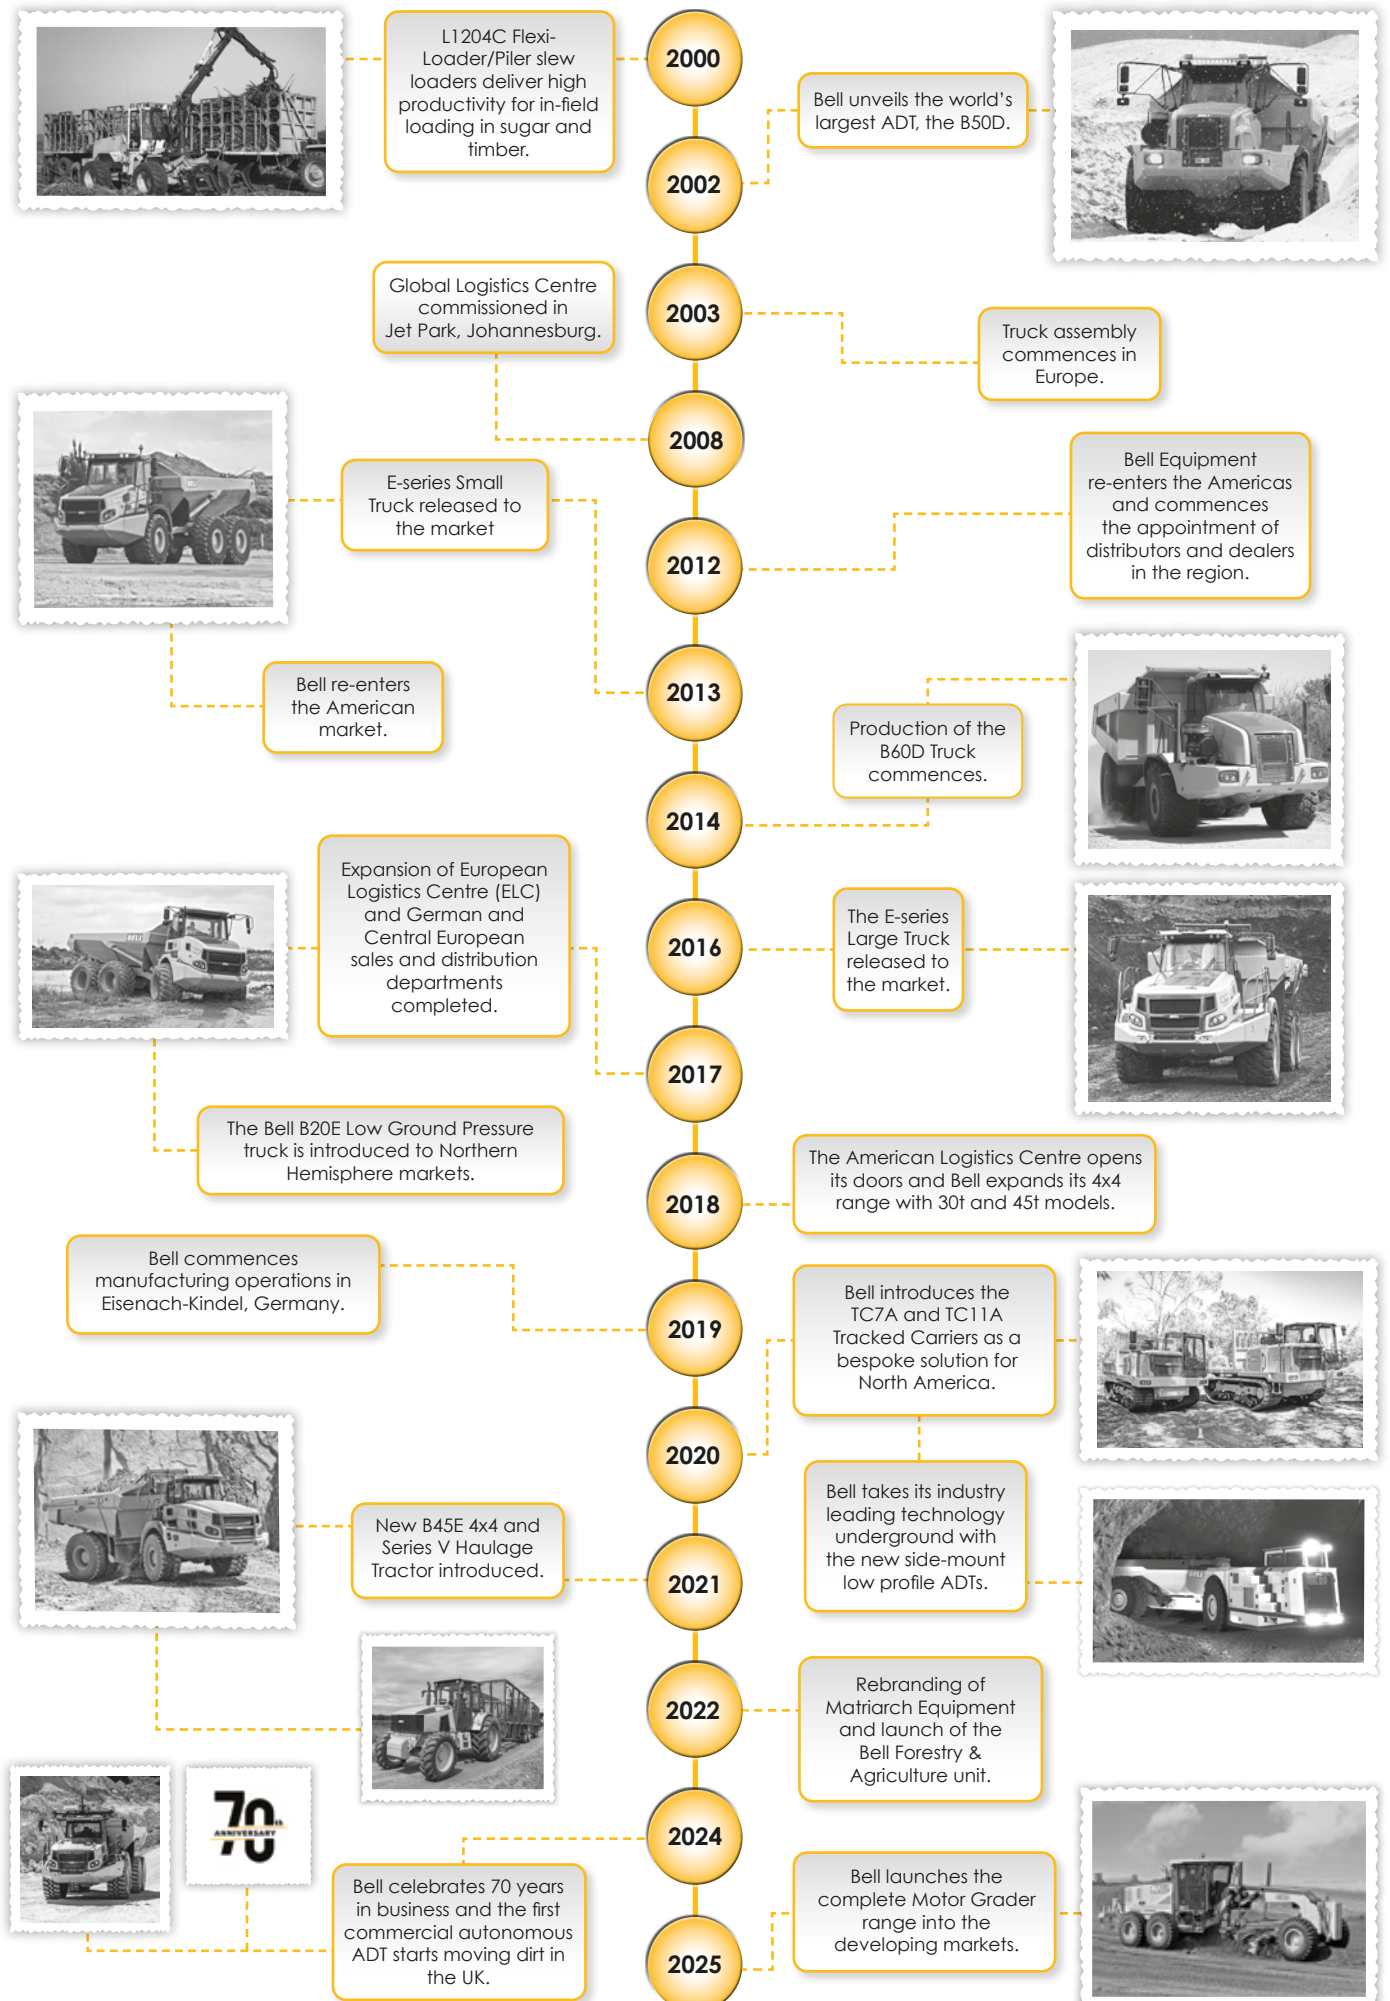 2000
L1204C Flexi-
Loader/Piler slew
loaders deliver high
productivity for in-field
loading in sugar and
timber.
2002
Bell unveils the world's
largest ADT, the B50D.
2003
Truck assembly
commences in
Europe.
2008
Global Logistics Centre
commissioned in
Jet Park, Johannesburg.
2012
Bell Equipment
re-enters the Americas
and commences
the appointment of
distributors and dealers
in the region.
2013
E-series Small
Truck released to
the market
Bell re-enters
the American
market.
2014
Production of the
B60D Truck
commences.
2016
The E-series
Large Truck
released to
the market.
2017
Expansion of European
Logistics Centre (ELC)
and German and
Central European
sales and distribution
departments
completed.
The Bell B20E Low Ground Pressure
truck is introduced to Northern
Hemisphere markets.
2018
The American Logistics Centre opens
its doors and Bell expands its 4x4
range with 30t and 45t models.
2019
Bell commences
manufacturing operations in
Eisenach-Kindel, Germany.
2020
Bell introduces the
TC7A and TC11A
Tracked Carriers as a
bespoke solution for
North America.
Bell takes its industry
leading technology
underground with
the new side-mount
low profile ADTs.
2021
New B45E 4x4 and
Series V Haulage
Tractor introduced.
2022
Rebranding of
Matriarch Equipment
and launch of the
Bell Forestry &
Agriculture unit.
2024
70th
ANNIVERSARY
Bell celebrates 70 years
in business and the first
commercial autonomous
ADT starts moving dirt in
the UK.
2025
Bell launches the
complete Motor Grader
range into the
developing markets.